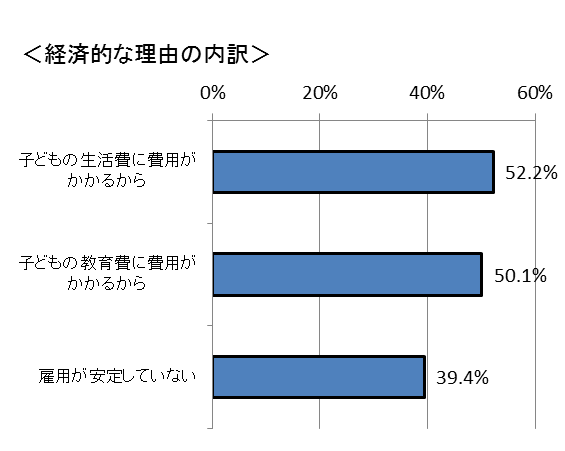 ＜経済的な理由の内訳＞
0%
20%
40%
60%
子どもの生活費に費用が
かかるから
52.2%
子どもの教育費に費用が
かかるから
50.1%
雇用が安定していない
39.4%